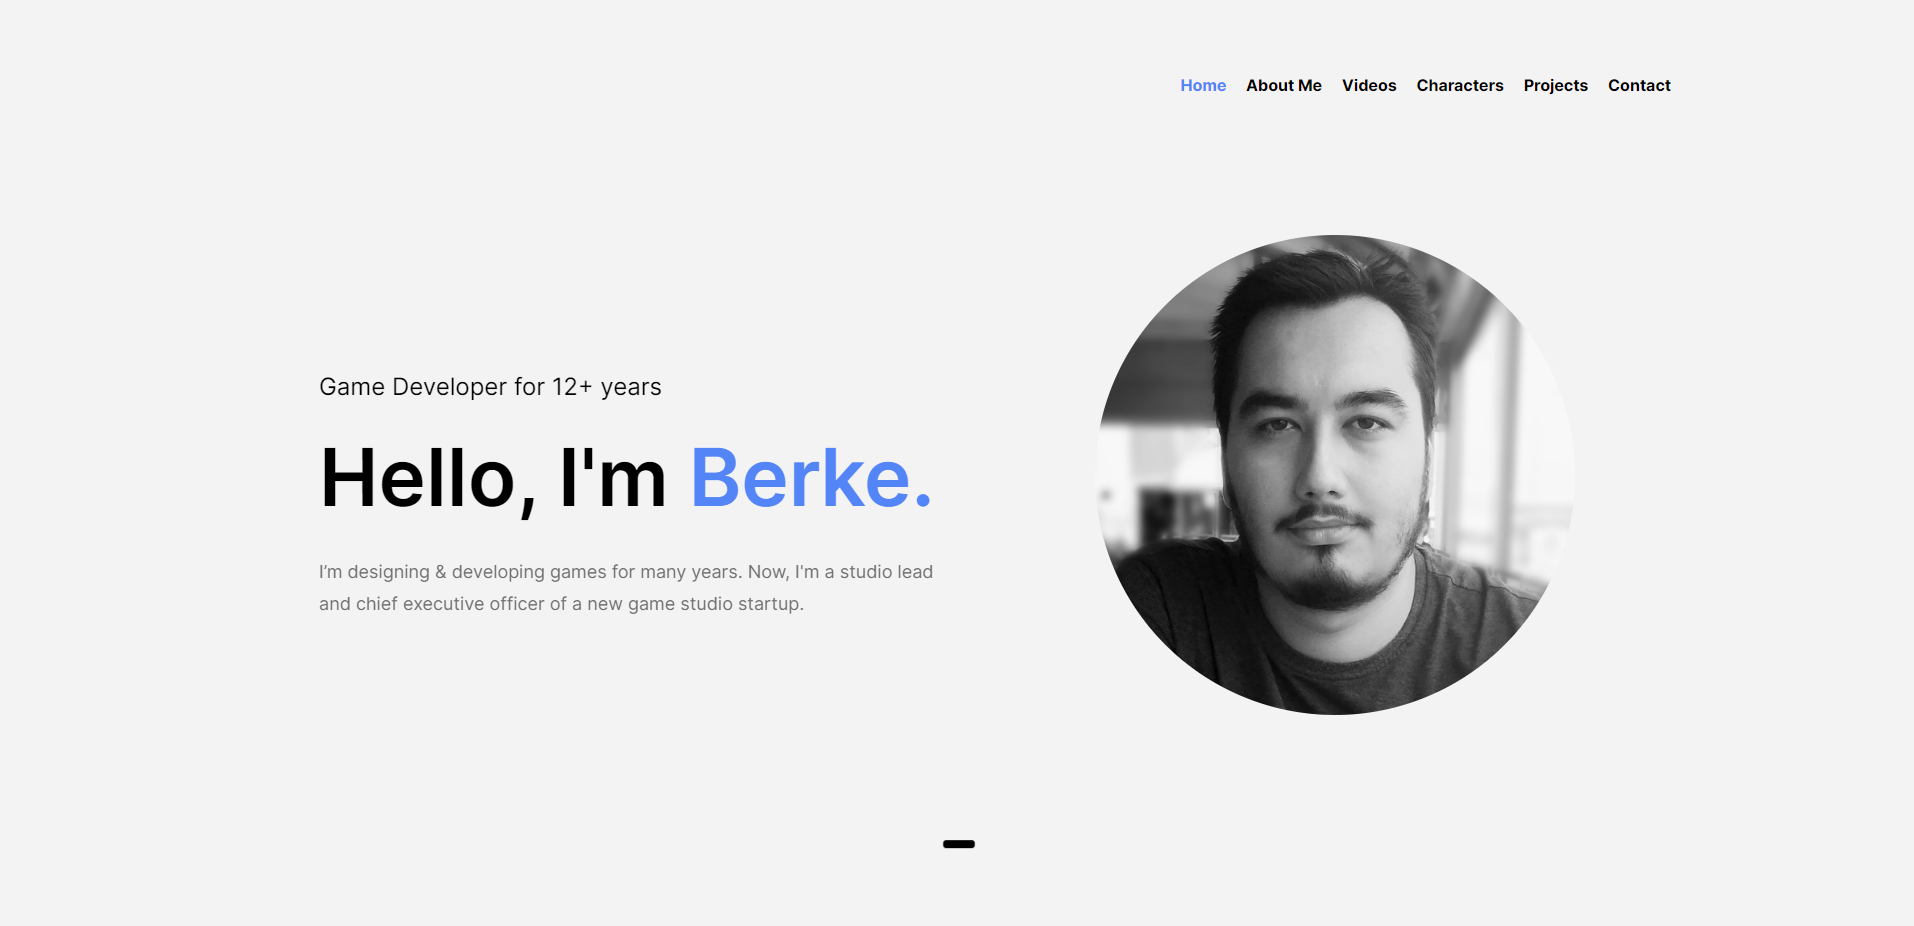 Home About Me Videos Characters Projects Contact
Game Developer for 12+ years
Hello, I'm Berke.
I’m designing & developing games for many years. Now, I'm a studio lead
and chief executive officer of a new game studio startup.